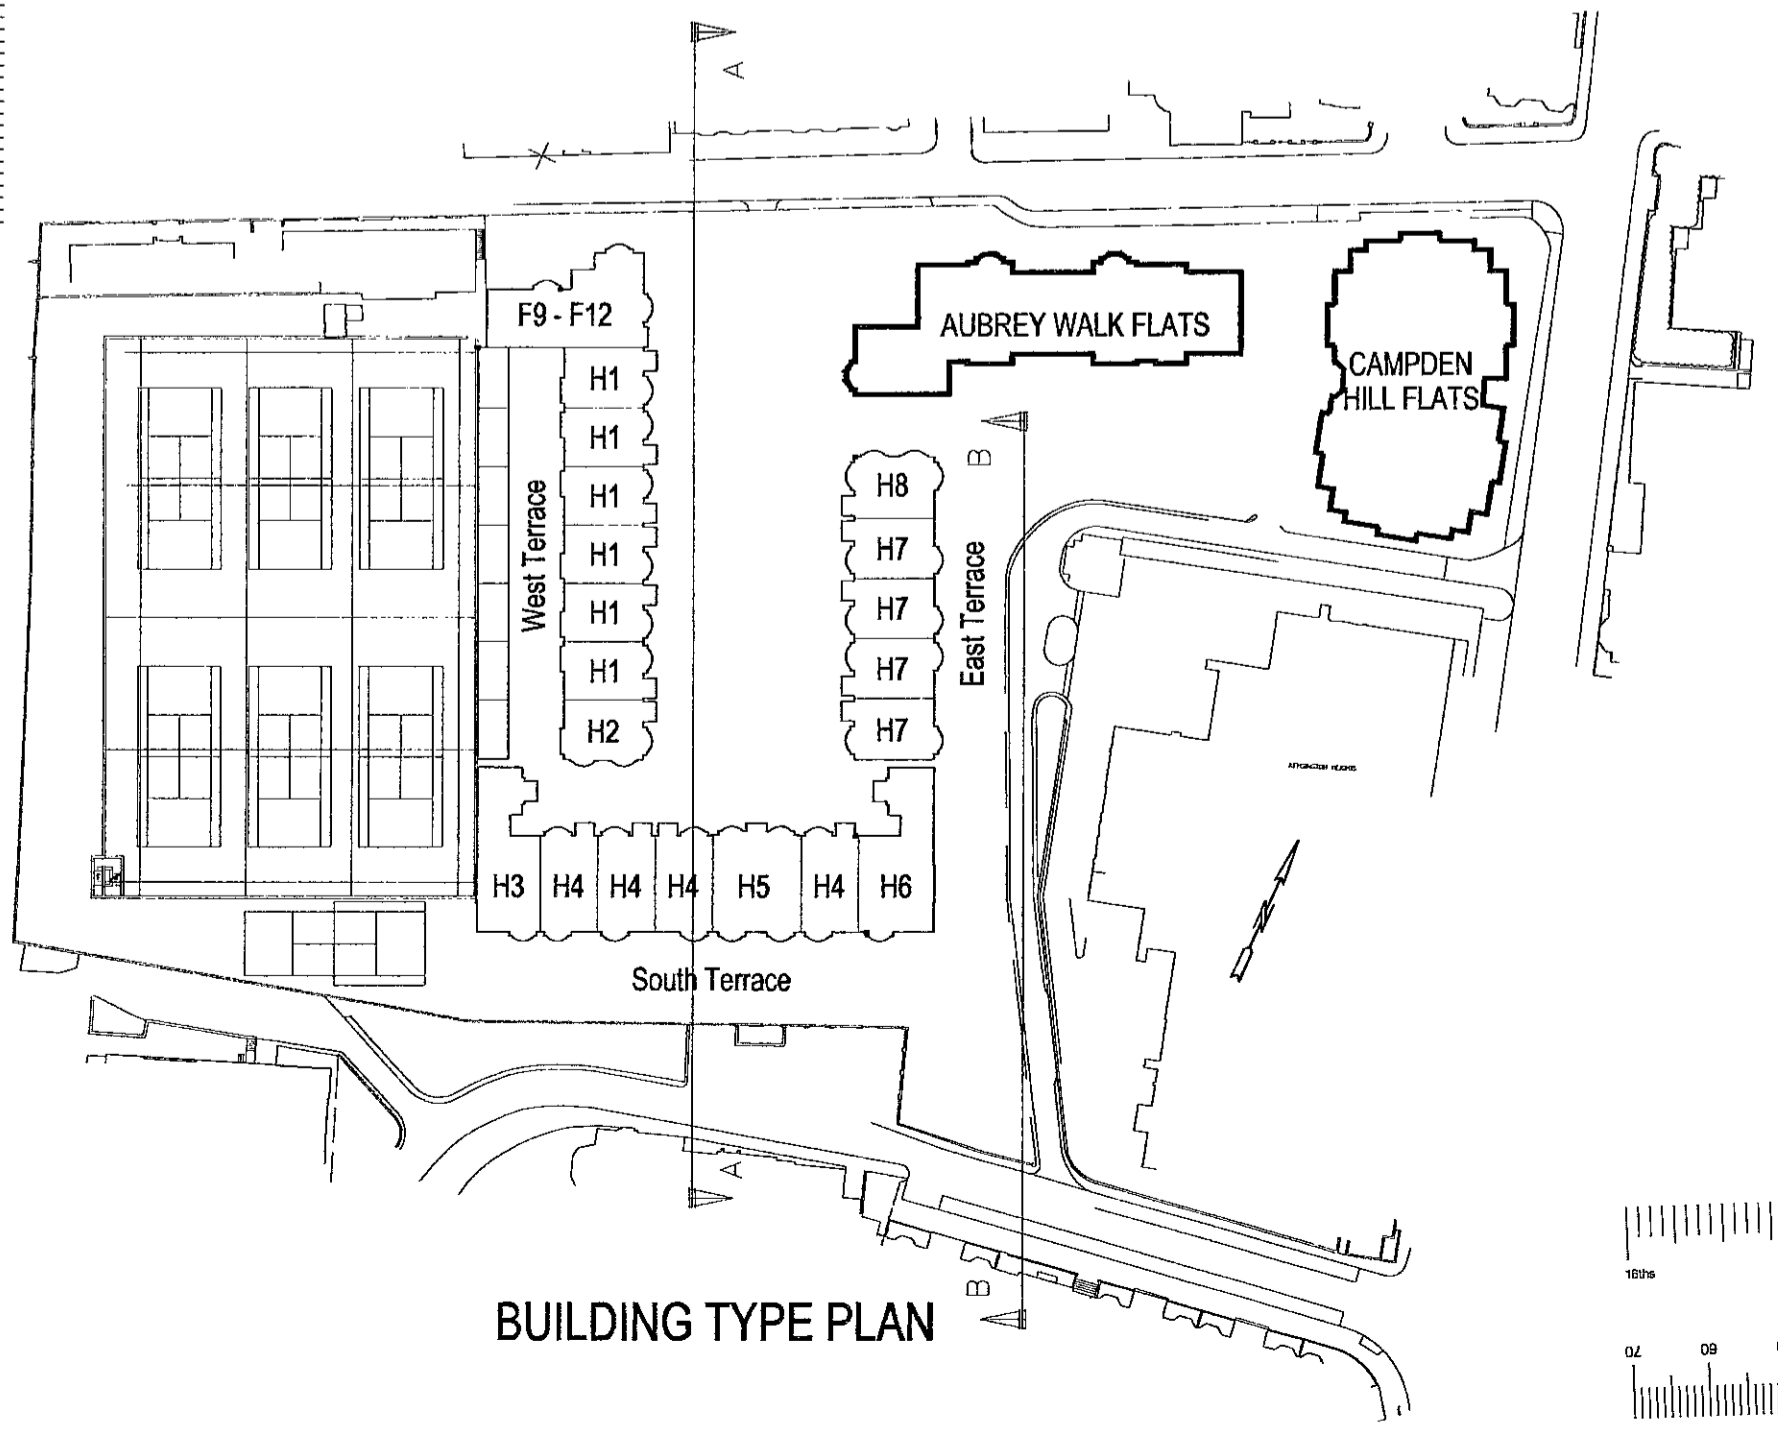 A
F9 - F12
AUBREY WALK FLATS
CAMPDEN
HILL FLATS
H1
H1
H1
H1
H1
H1
H2
West Terrace
B
H8
H7
H7
H7
H7
East Terrace
H3
H4
H4
H4
H5
H4
H6
N
South Terrace
A
B
BUILDING TYPE PLAN
16ths
70
60